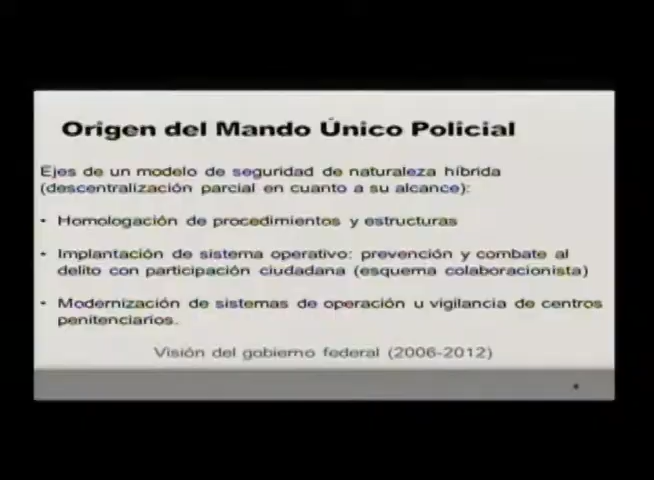 Origen del Mando Único Policial
Ejes de un modelo de seguridad de naturaleza híbrida
(descentralización parcial en cuanto a su alcance):
• Homologación de procedimientos y estructuras
• Implantación de sistema operativo: prevención y combate al
delito con participación ciudadana (esquema colaboracionista)
• Modernización de sistemas de operación u vigilancia de centros
penitenciarios.
Visión del gobierno federal (2006-2012)